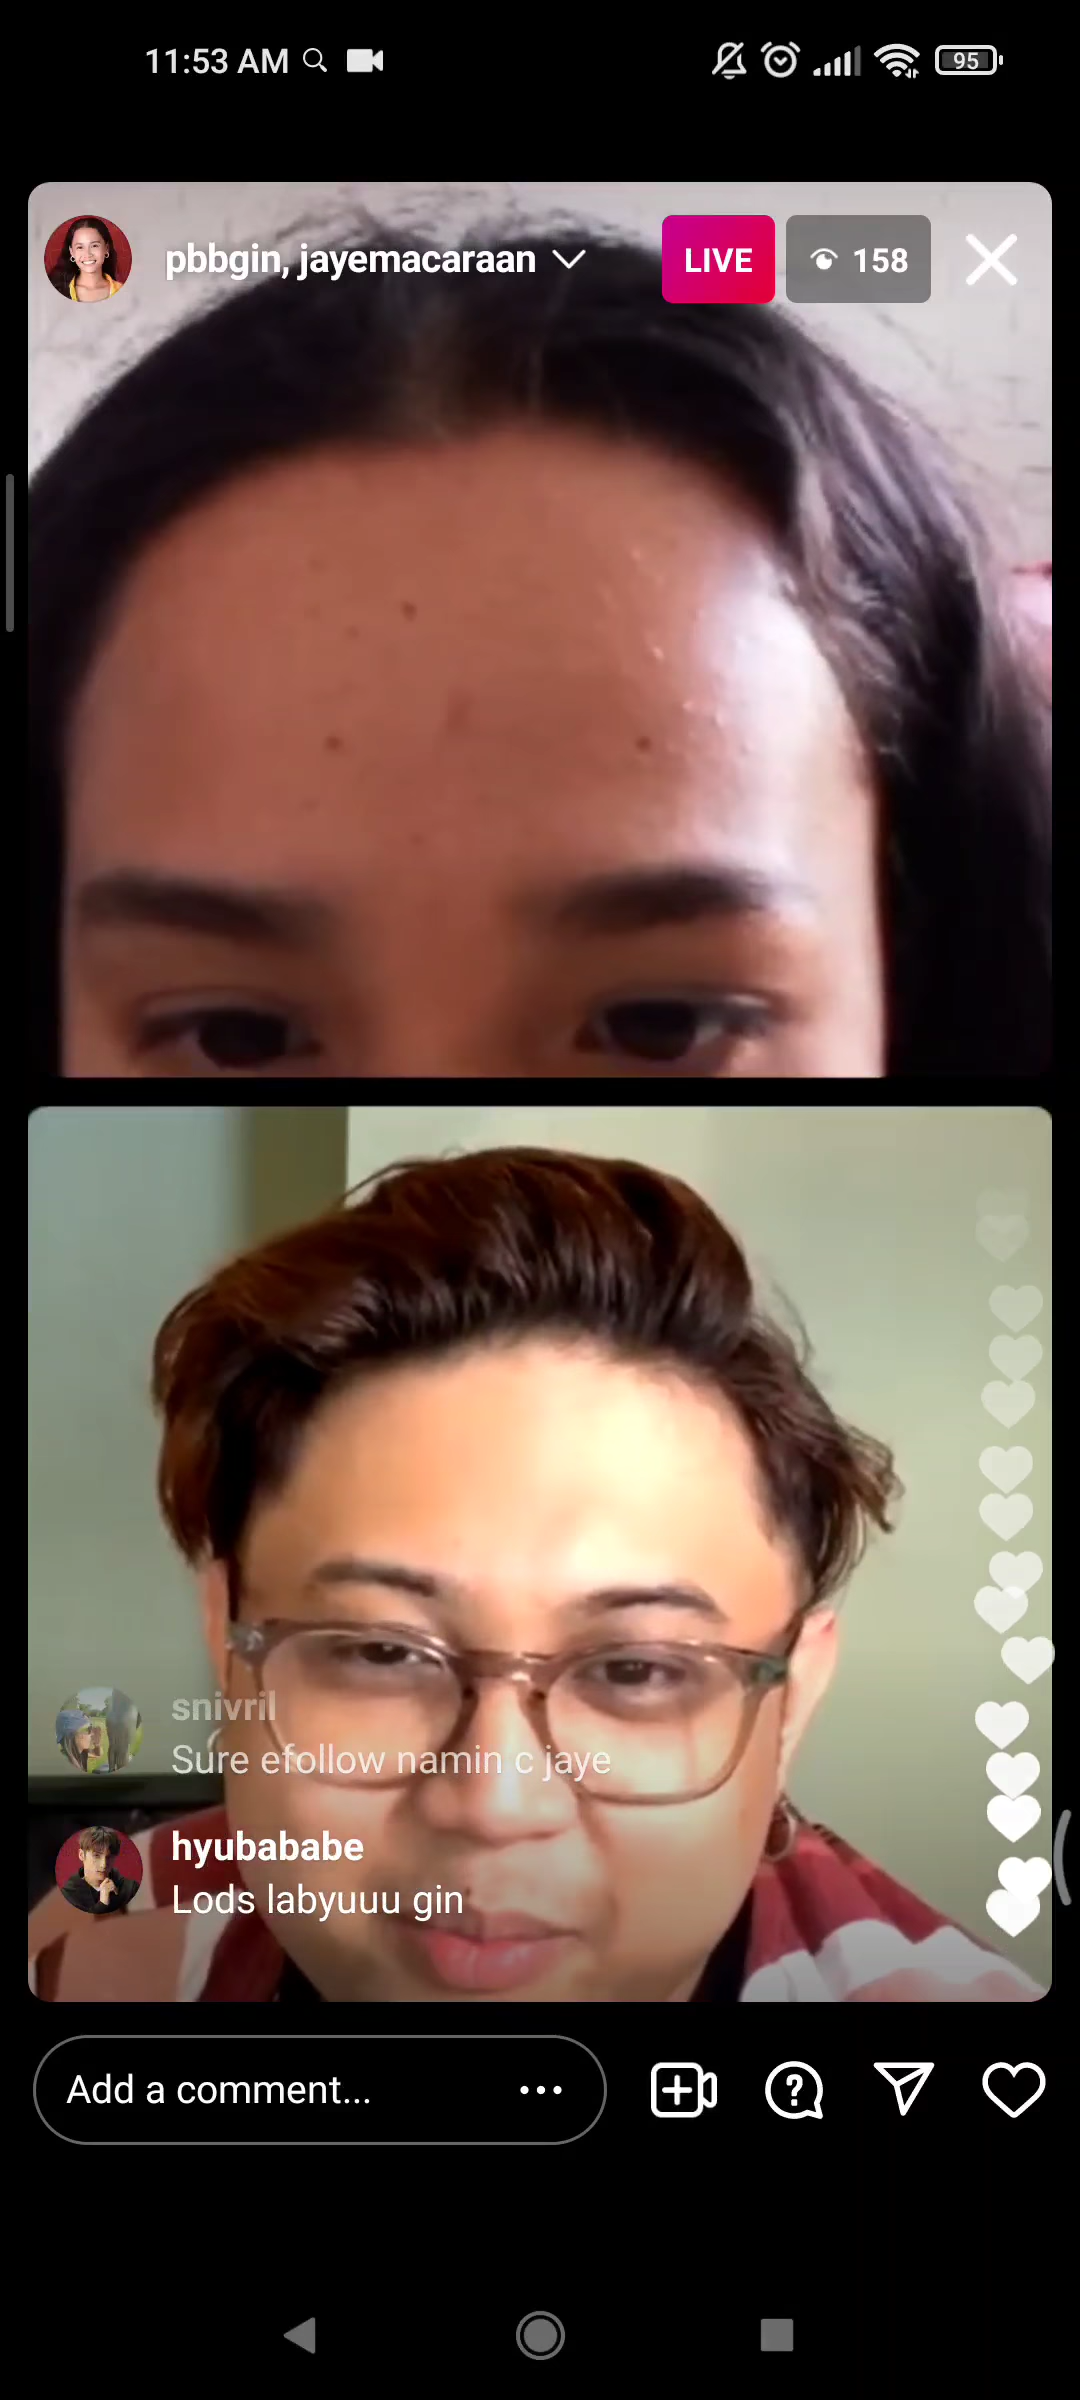 11:53 AM
95
pbbgin, jayemacaraan
LIVE
158
snivril
Sure efollow namin c jaye
hyubababe
Lods labyuuu gin
Add a comment...